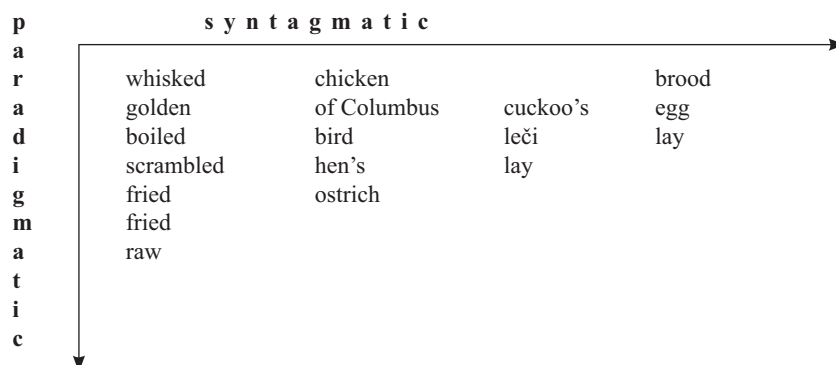 syntagmatic
paradigmatic
whisked chicken brood
golden of Columbus cuckoo's egg
boiled bird leči lay
scrambled hen's lay
fried ostrich
fried
raw